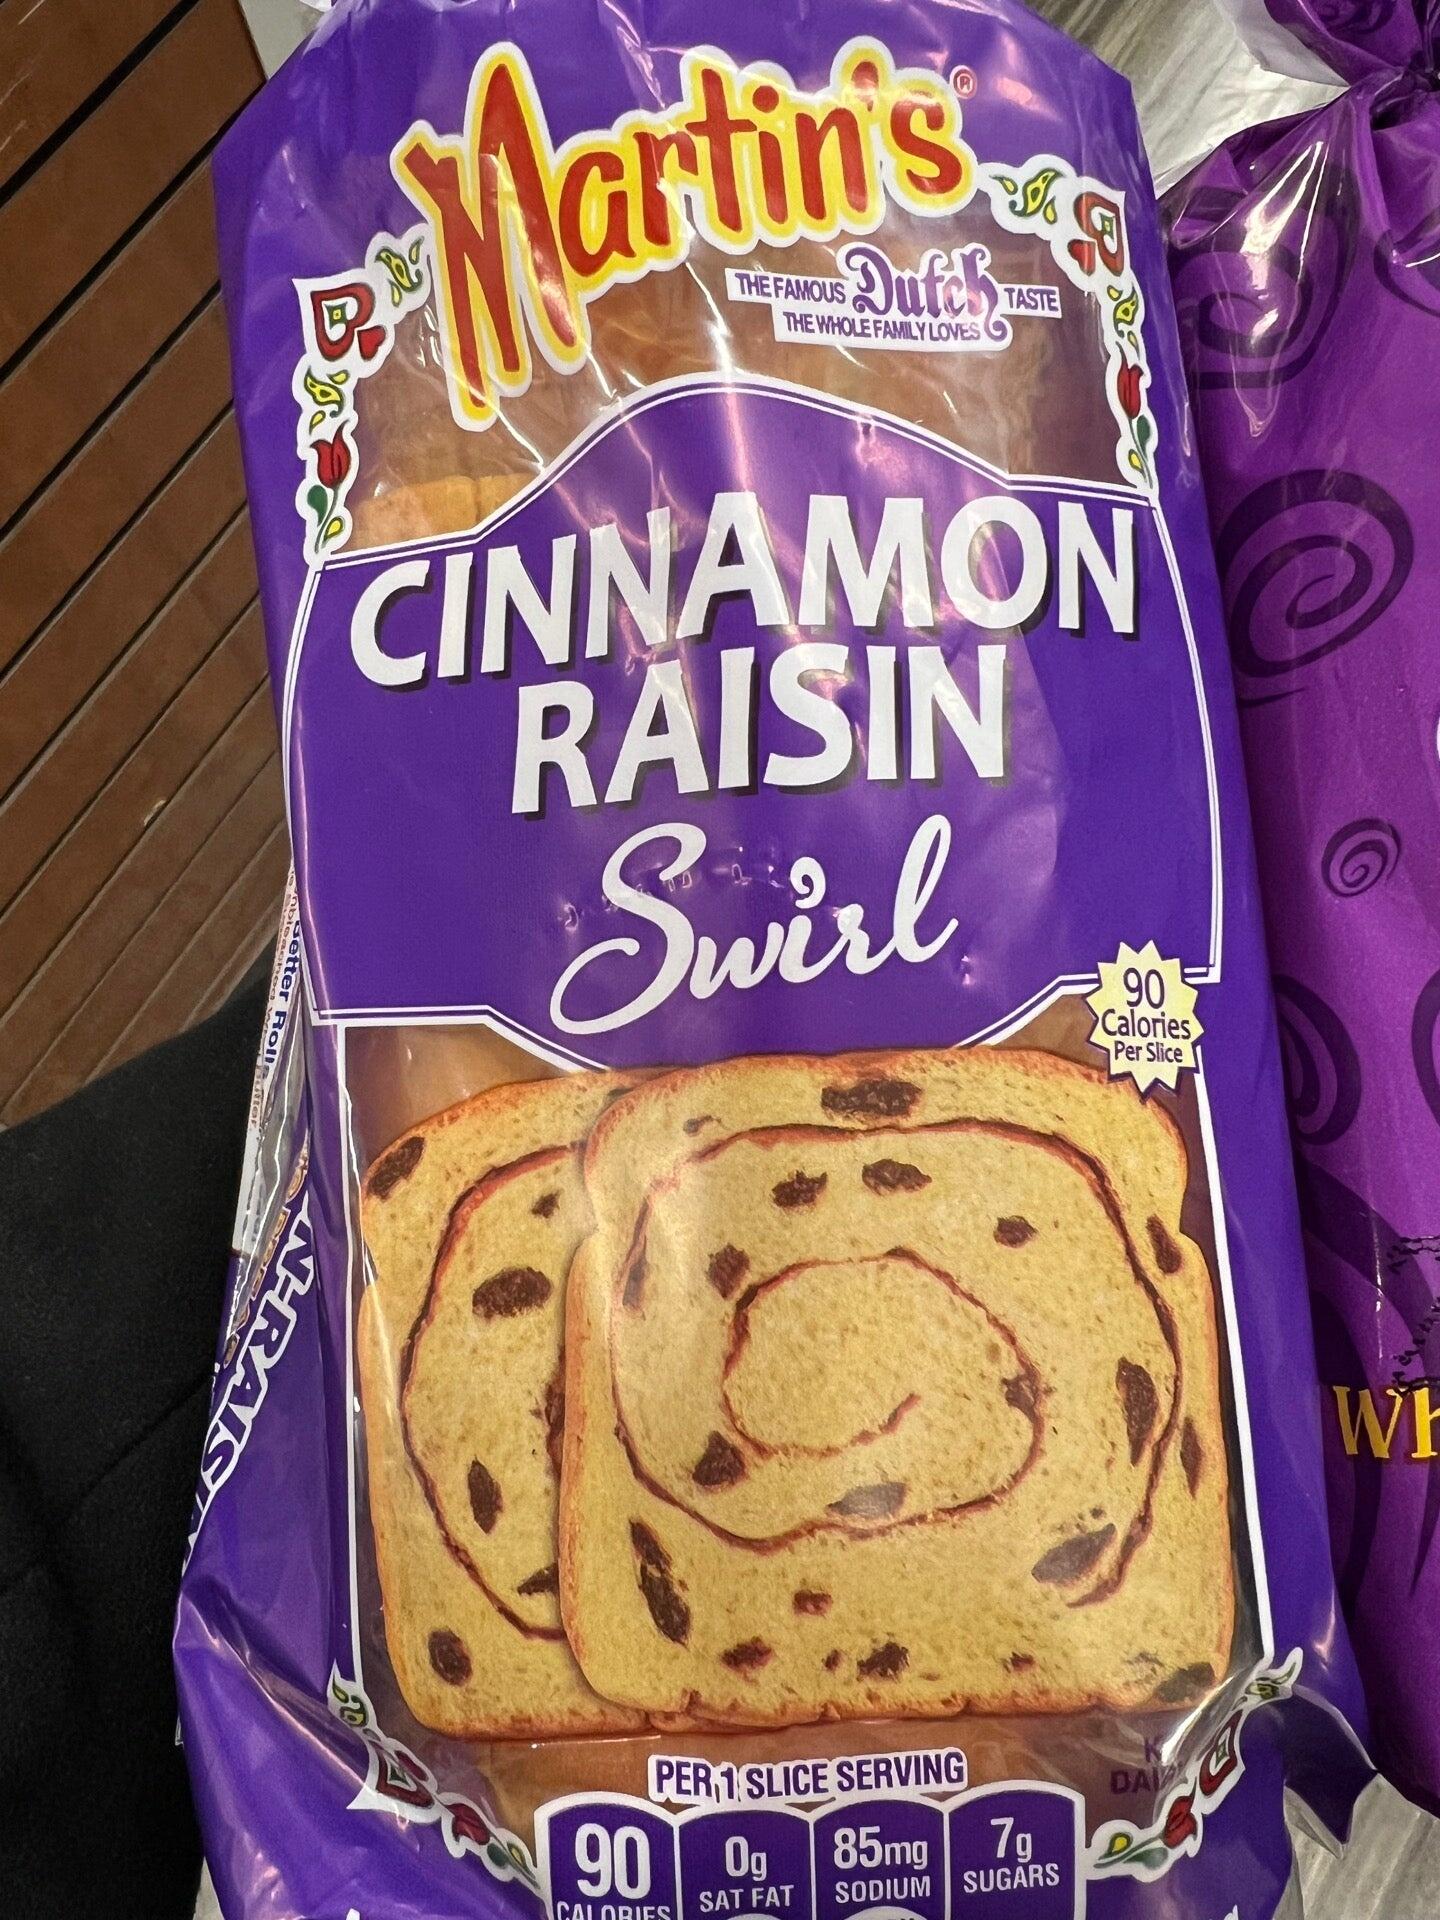 Martin's®
THE FAMOUS Dutch TASTE
THE WHOLE FAMILY LOVES
CINNAMON
RAISIN
Swirl
90
Calories
Per Slice
PER 1 SLICE SERVING
90
CALORIES
0g
SAT FAT
85mg
SODIUM
7g
SUGARS